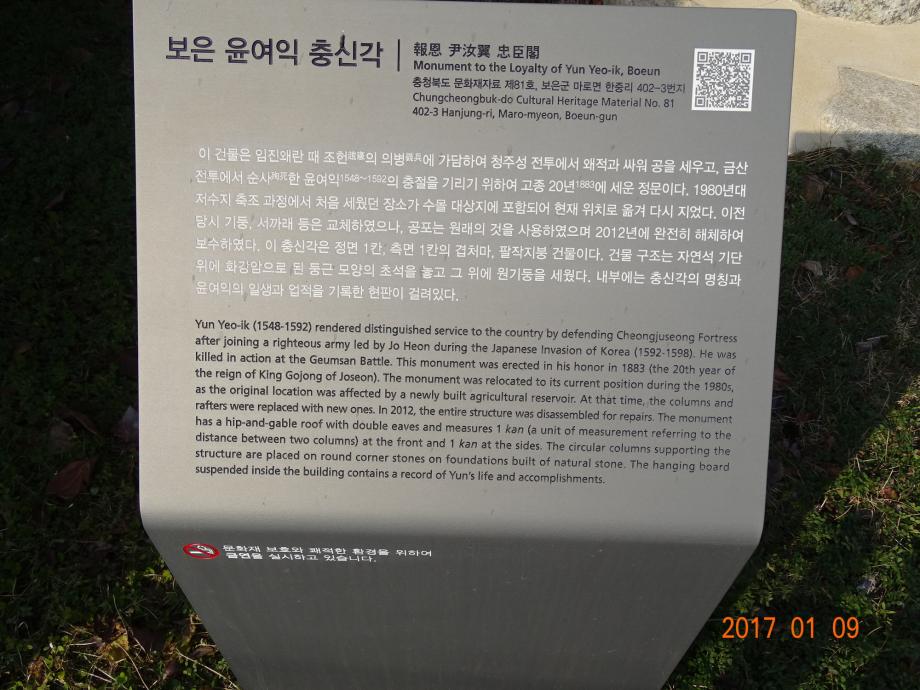 보은 윤여익 충신각
報恩 尹汝翼 忠臣閣
Monument to the Loyalty of Yun Yeo-ik, Boeun
충청북도 문화재자료 제81호, 보은군 마로면 한중리 402-3번지
Chungcheongbuk-do Cultural Heritage Material No. 81
402-3 Hanjung-ri, Maro-myeon, Boeun-gun
이 건물은 임진왜란 때 조헌趙憲의 의병義兵에 가담하여 청주성 전투에서 왜적과 싸워 공을 세우고, 금산
전투에서 순사殉死한 윤여익1548~1592의 충절을 기리기 위하여 고종 20년1883에 세운 정문이다. 1980년대
저수지 축조 과정에서 처음 세웠던 장소가 수몰 대상지에 포함되어 현재 위치로 옮겨 다시 지었다. 이전
당시 기둥, 서까래 등은 교체하였으나, 공포는 원래의 것을 사용하였으며 2012년에 완전히 해체하여
보수하였다. 이 충신각은 정면 1칸, 측면 1칸의 겹처마, 팔작지붕 건물이다. 건물 구조는 자연석 기단
위에 화강암으로 된 둥근 모양의 초석을 놓고 그 위에 원기둥을 세웠다. 내부에는 충신각의 명칭과
윤여익의 일생과 업적을 기록한 현판이 걸려있다.
Yun Yeo-ik (1548-1592) rendered distinguished service to the country by defending Cheongjuseong Fortress
after joining a righteous army led by Jo Heon during the Japanese Invasion of Korea (1592-1598). He was
killed in action at the Geumsan Battle. This monument was erected in his honor in 1883 (the 20th year of
the reign of King Gojong of Joseon). The monument was relocated to its current position during the 1980s,
as the original location was affected by a newly built agricultural reservoir. At that time, the columns and
rafters were replaced with new ones. In 2012, the entire structure was disassembled for repairs. The monument
has a hip-and-gable roof with double eaves and measures 1 kan (a unit of measurement referring to the
distance between two columns) at the front and 1 kan at the sides. The circular columns supporting the
structure are placed on round corner stones on foundations built of natural stone. The hanging board
suspended inside the building contains a record of Yun's life and accomplishments.
문화재 보호와 쾌적한 환경을 위하여
금연을 실시하고 있습니다.
2017 01 09